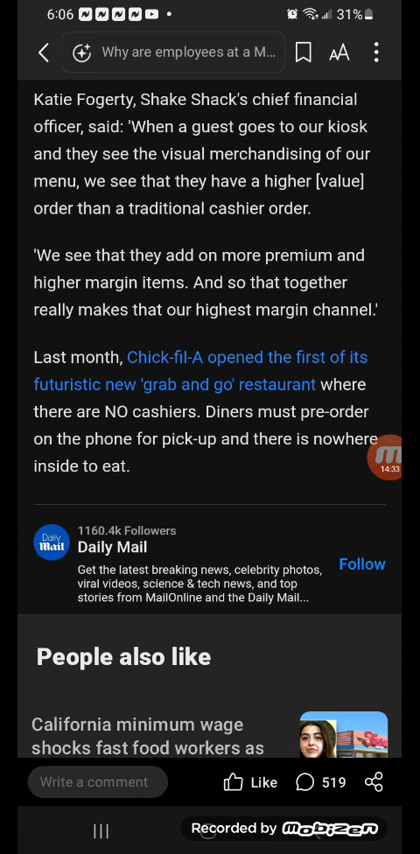 6:06
31%
Why are employees at a M...
AA
Katie Fogerty, Shake Shack's chief financial
officer, said: 'When a guest goes to our kiosk
and they see the visual merchandising of our
menu, we see that they have a higher [value]
order than a traditional cashier order.
'We see that they add on more premium and
higher margin items. And so that together
really makes that our highest margin channel.'
Last month, Chick-fil-A opened the first of its
futuristic new 'grab and go' restaurant where
there are NO cashiers. Diners must pre-order
on the phone for pick-up and there is nowhere
inside to eat.
14:33
1160.4k Followers
Daily Mail
Daily Mail
Get the latest breaking news, celebrity photos,
viral videos, science & tech news, and top
stories from MailOnline and the Daily Mail...
Follow
People also like
California minimum wage
shocks fast food workers as
Write a comment
Like
519
Recorded by mobizen